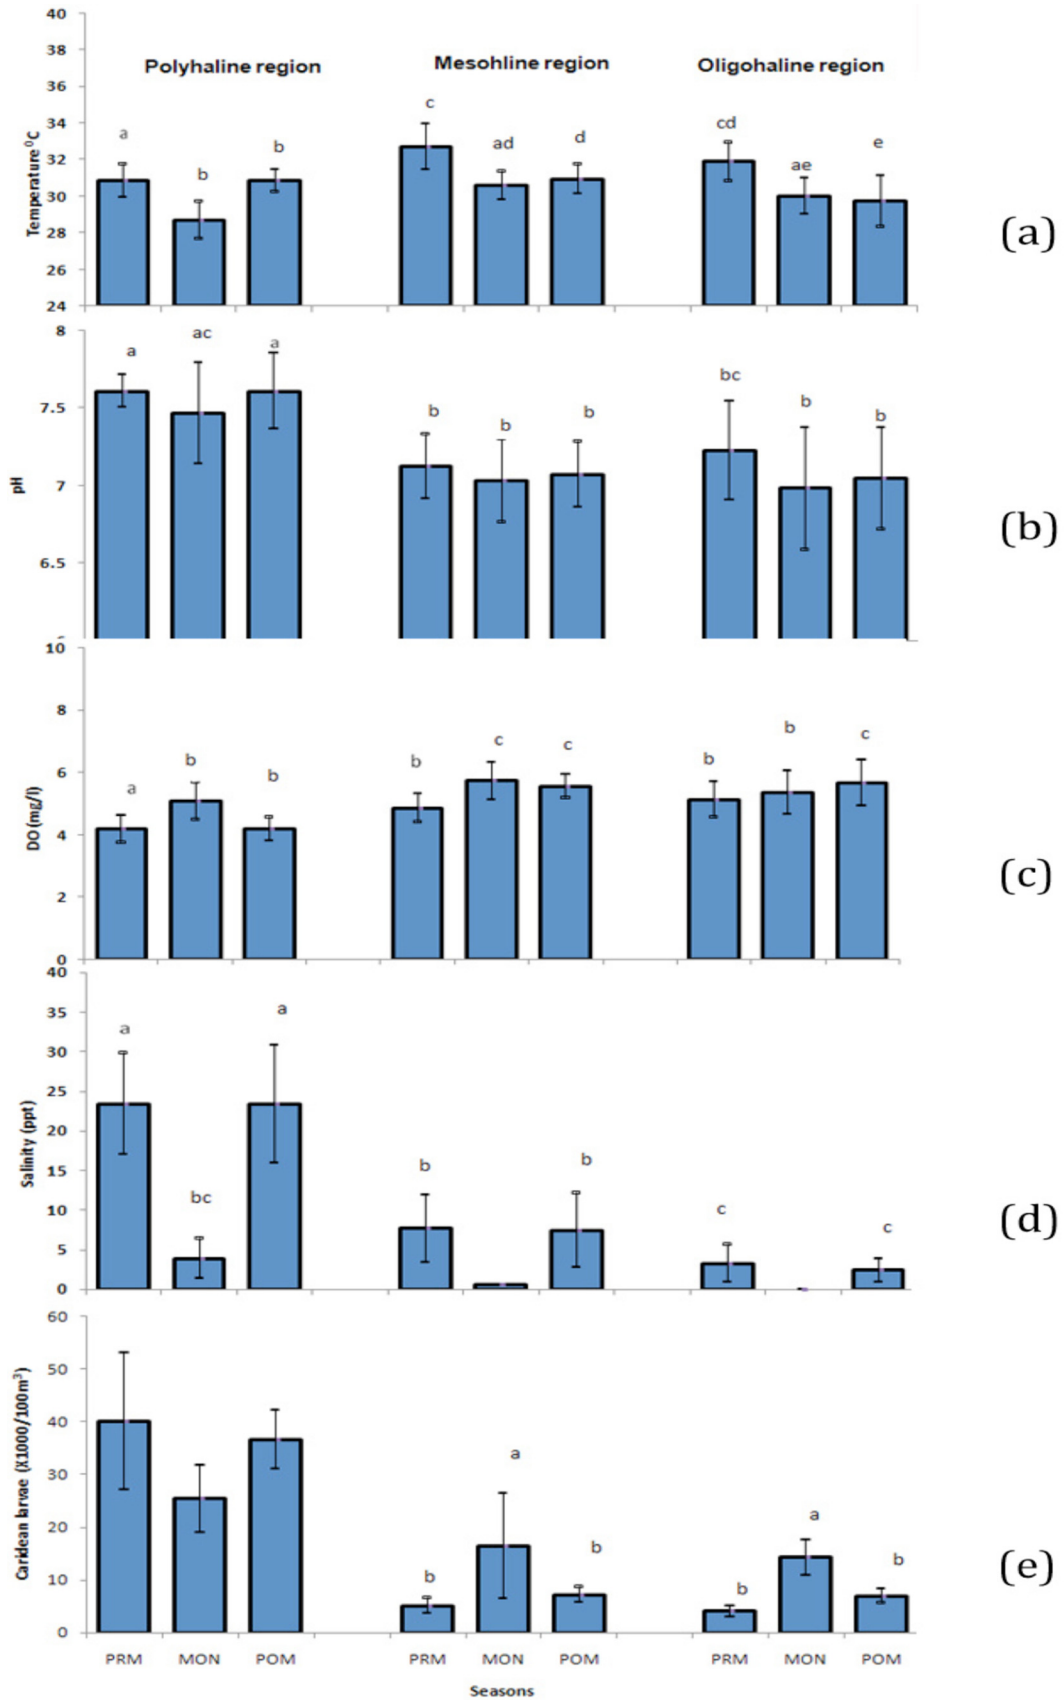 40
38
36
34
32
30
28
26
24
Temperature⁰C
Polyhaline region
Mesohline region
Oligohaline region
a
b
b
c
ad
d
cd
ae
e
(a)
8
7.5
7
6.5
pH
a
ac
a
b
b
b
bc
b
b
(b)
10
8
6
4
2
0
DO (mg/l)
a
b
b
b
c
c
b
b
c
(c)
40
35
30
25
20
15
10
5
0
Salinity (ppt)
a
bc
a
b
b
c
c
(d)
60
50
40
30
20
10
0
Caridean larvae (X1000/100m³)
b
a
b
b
a
b
(e)
PRM MON POM PRM MON POM PRM MON POM
Seasons